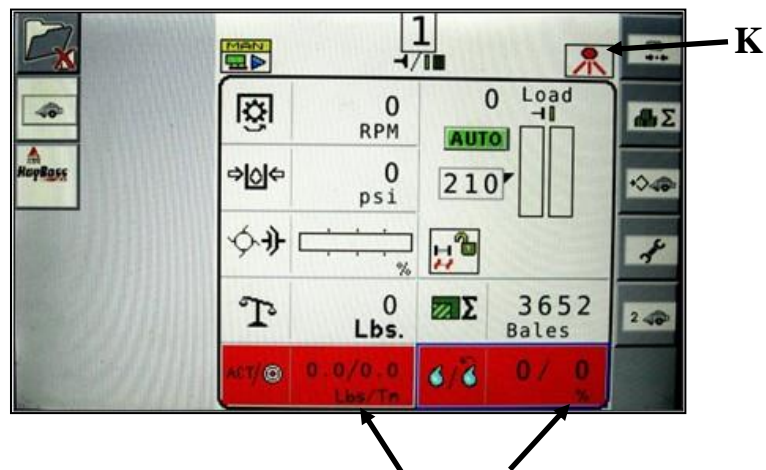 1
K
MAN
0
RPM
0 Load
AUTO
Σ
0
psi
210
HayBoss
%
0
Lbs.
Σ
3652
Bales
2
ACT/
0.0/0.0
Lbs/Tn
0 / 0
%